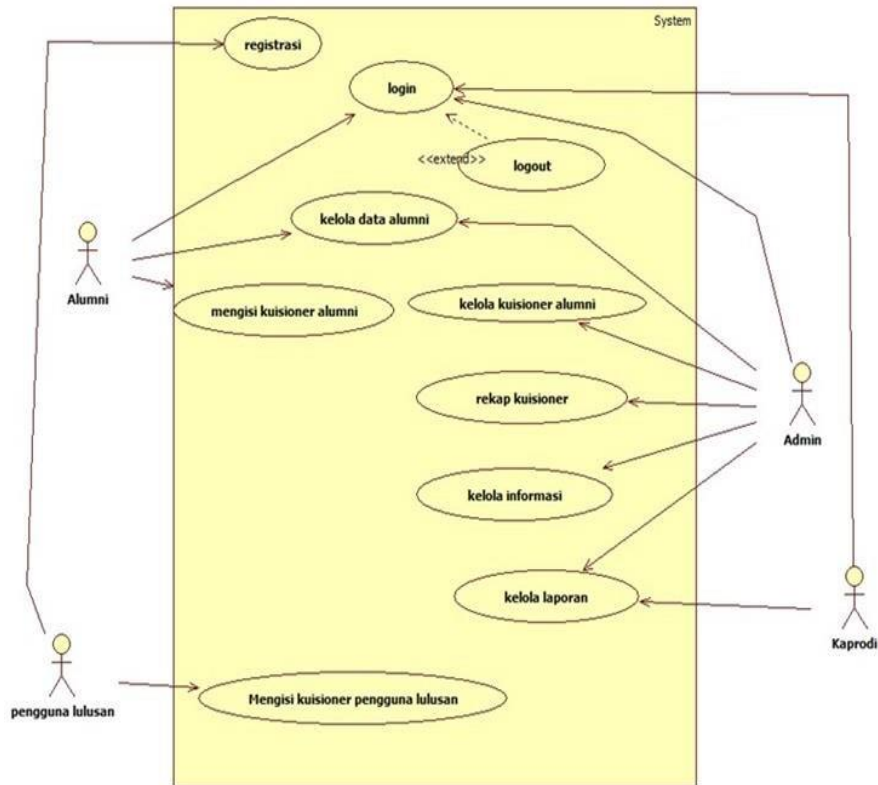 System
registrasi
login
<<extend>>
logout
kelola data alumni
Alumni
mengisi kuisioner alumni
kelola kuisioner alumni
rekap kuisioner
Admin
kelola informasi
kelola laporan
Kaprodi
pengguna lulusan
Mengisi kuisioner pengguna lulusan